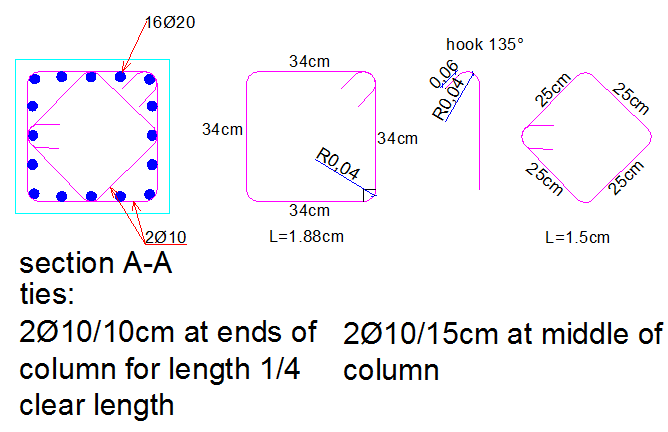 16Ø20
2Ø10
34cm
34cm
34cm
34cm
R0,04
L=1.88cm
hook 135°
0,06
R0,04
25cm
25cm
25cm
25cm
L=1.5cm
section A-A
ties:
2Ø10/10cm at ends of
column for length 1/4
clear length
2Ø10/15cm at middle of
column